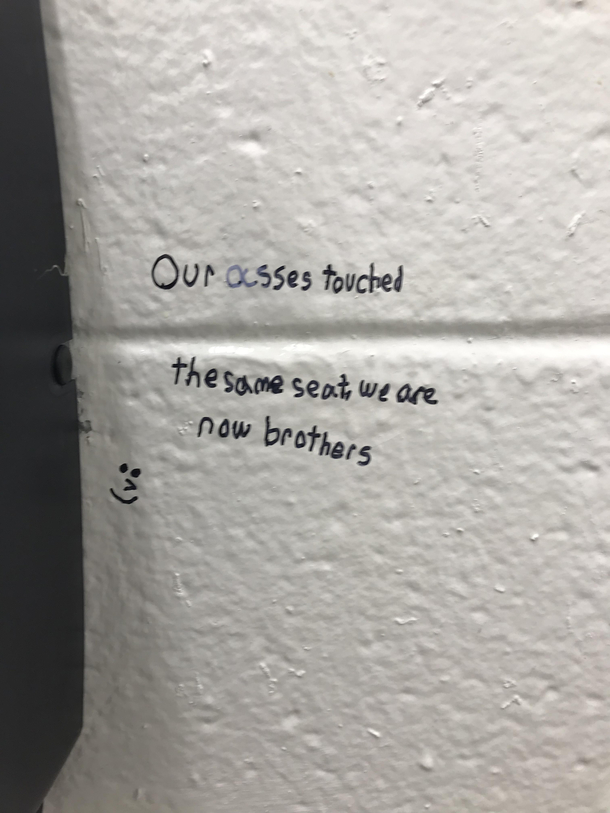 Our asses touched
the same seat, we are
now brothers